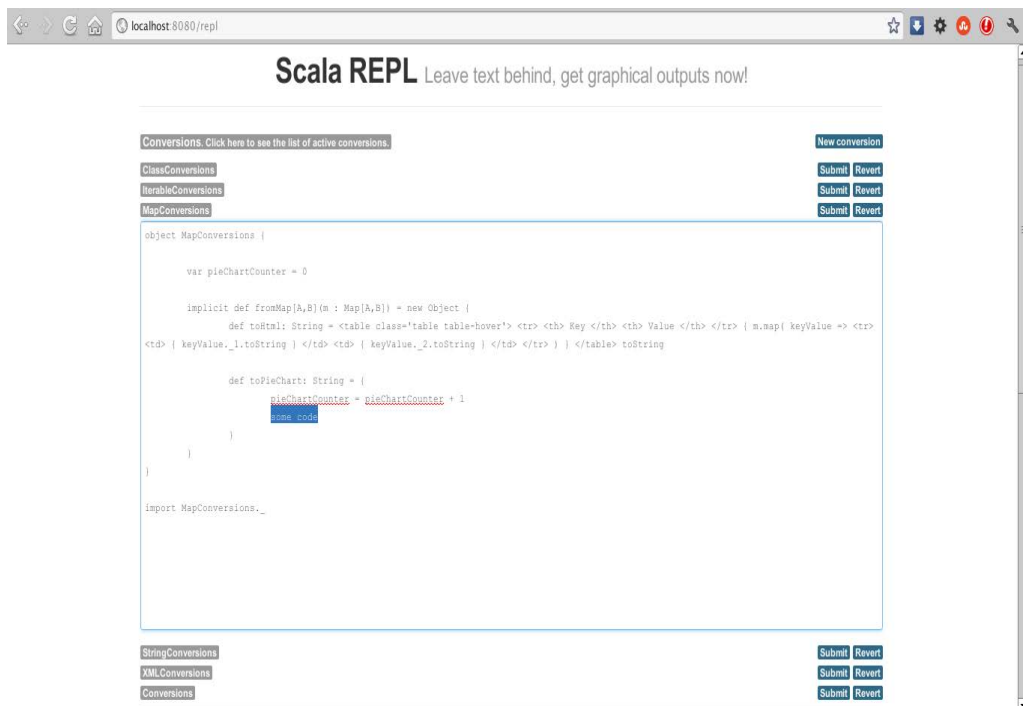 localhost:8080/repl
Scala REPL Leave text behind, get graphical outputs now!
Conversions. Click here to see the list of active conversions. New conversion
ClassConversions Submit Revert
IterableConversions Submit Revert
MapConversions Submit Revert
object MapConversions {
var pieChartCounter = 0
implicit def fromMap[A,B](m : Map[A,B]) = new Object {
def toHtml: String = <table class='table table-hover'> <tr> <th> Key </th> <th> Value </th> </tr> { m.map( keyValue => <tr>
<td> { keyValue._1.toString } </td> <td> { keyValue._2.toString } </td> </tr> ) } </table> toString
def toPieChart: String = {
pieChartCounter = pieChartCounter + 1
some code
}
}
}
import MapConversions._
StringConversions Submit Revert
XMLConversions Submit Revert
Conversions Submit Revert